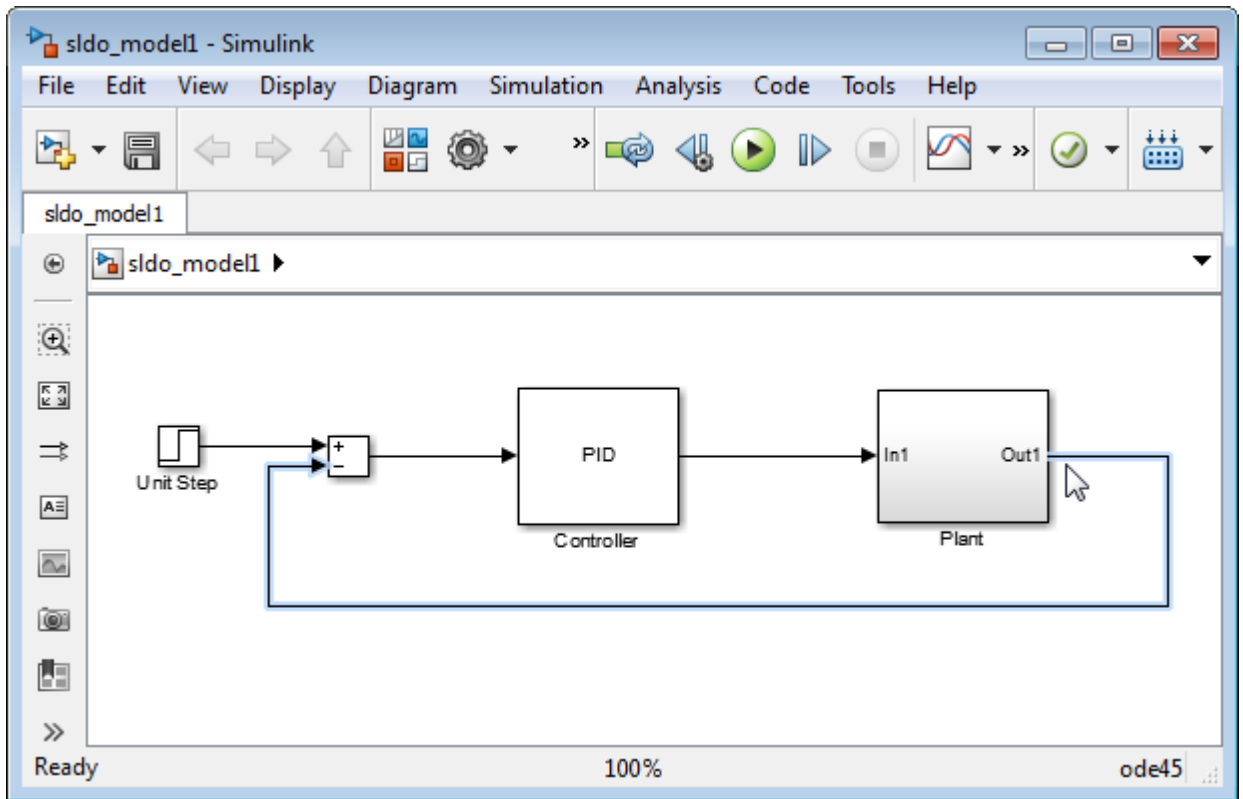 sldo_model1 - Simulink
File Edit View Display Diagram Simulation Analysis Code Tools Help
sldo_model1
sldo_model1
Unit Step
+
−
PID
Controller
In1 Out1
Plant
Ready 100% ode45